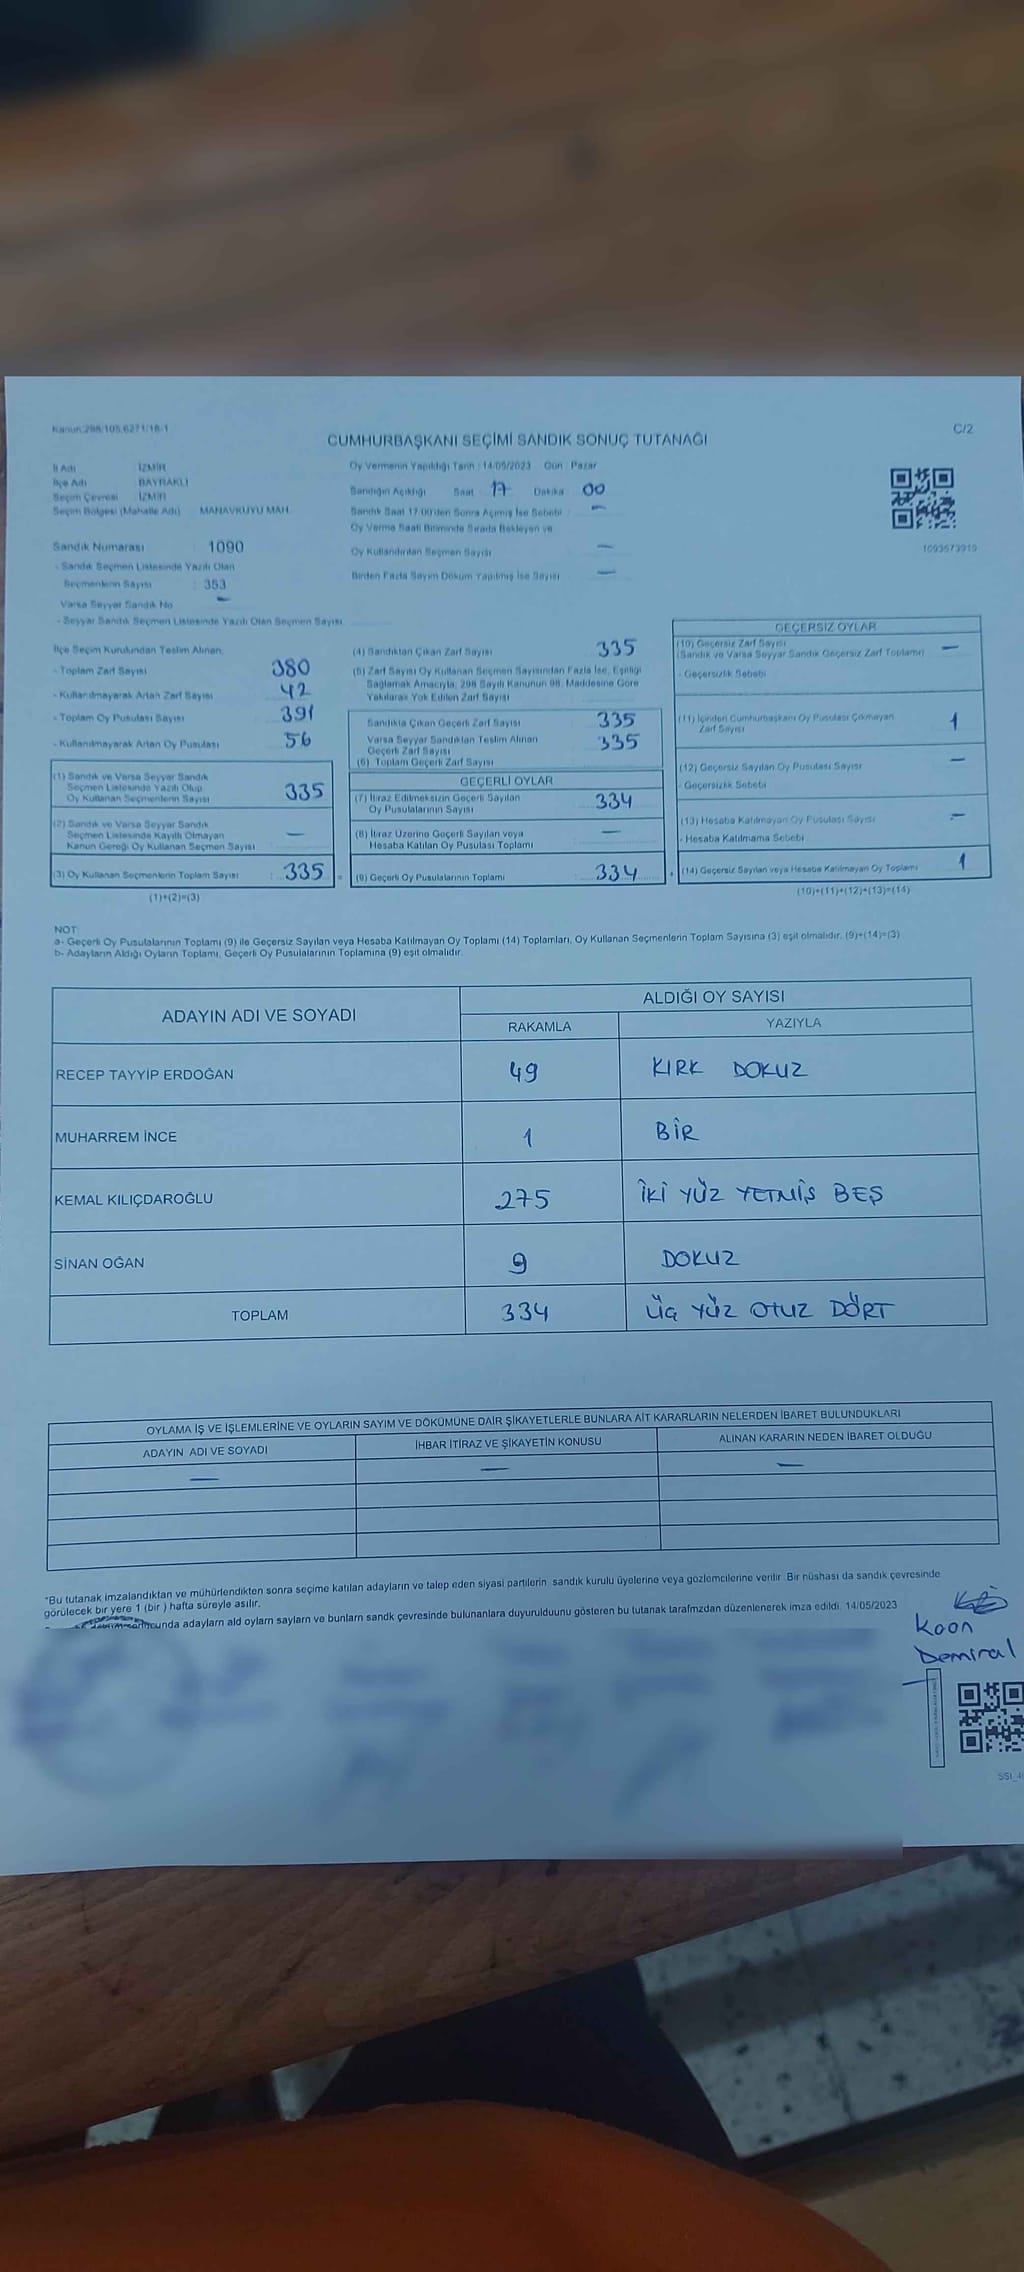 Kanun:298/105,6271/18-1
C/2
CUMHURBAŞKANI SEÇİMİ SANDIK SONUÇ TUTANAĞI
İl Adı : İZMİR
İlçe Adı : BAYRAKLI
Seçim Çevresi : İZMİR
Seçim Bölgesi (Mahalle Adı) MANAVKUYU MAH.
Oy Vermenin Yapıldığı Tarih : 14/05/2023 Gün : Pazar
Sandığın Açıldığı Saat : 17 Dakika : 00
Sandık Saat 17:00'den Sonra Açımış İse Sebebi : —
Oy Verme Saati Bitiminde Sırada Bekleyen ve
Oy Kullandırılan Seçmen Sayısı —
Birden Fazla Sayım Döküm Yapılmış İse Sayısı —
1093673919
Sandık Numarası : 1090
- Sandık Seçmen Listesinde Yazılı Olan
Seçmenlerin Sayısı : 353
Varsa Seyyar Sandık No —
- Seyyar Sandık Seçmen Listesinde Yazılı Olan Seçmen Sayısı
İlçe Seçim Kurulundan Teslim Alınan;
- Toplam Zarf Sayısı 380
- Kullanılmayarak Artan Zarf Sayısı 42
- Toplam Oy Pusulası Sayısı 391
- Kullanılmayarak Artan Oy Pusulası 56
(1) Sandık ve Varsa Seyyar Sandık
Seçmen Listesinde Yazılı Olup
Oy Kullanan Seçmenlerin Sayısı 335
(2) Sandık ve Varsa Seyyar Sandık
Seçmen Listesinde Kayıtlı Olmayan
Kanun Gereği Oy Kullanan Seçmen Sayısı —
(3) Oy Kullanan Seçmenlerin Toplam Sayısı : 335
(1)+(2)=(3)
(4) Sandıktan Çıkan Zarf Sayısı 335
(5) Zarf Sayısı Oy Kullanan Seçmen Sayısından Fazla İse, Eşitliği
Sağlamak Amacıyla, 298 Sayılı Kanunun 98. Maddesine Göre
Yakılarak Yok Edilen Zarf Sayısı
Sandıkta Çıkan Geçerli Zarf Sayısı 335
Varsa Seyyar Sandıktan Teslim Alınan
Geçerli Zarf Sayısı 335
(6) Toplam Geçerli Zarf Sayısı
GEÇERLİ OYLAR
(7) İtiraz Edilmeksizin Geçerli Sayılan
Oy Pusulalarının Sayısı 334
(8) İtiraz Üzerine Geçerli Sayılan veya
Hesaba Katılan Oy Pusulası Toplamı —
(9) Geçerli Oy Pusulalarının Toplamı : 334
GEÇERSİZ OYLAR
(10) Geçersiz Zarf Sayısı
(Sandık ve Varsa Seyyar Sandık Geçersiz Zarf Toplamı) —
- Geçersizlik Sebebi
(11) İçinden Cumhurbaşkanı Oy Pusulası Çıkmayan
Zarf Sayısı 1
(12) Geçersiz Sayılan Oy Pusulası Sayısı —
- Geçersizlik Sebebi
(13) Hesaba Katılmayan Oy Pusulası Sayısı —
- Hesaba Katılmama Sebebi
(14) Geçersiz Sayılan veya Hesaba Katılmayan Oy Toplamı 1
(10)+(11)+(12)+(13)=(14)
NOT
a- Geçerli Oy Pusulalarının Toplamı (9) ile Geçersiz Sayılan veya Hesaba Katılmayan Oy Toplamı (14) Toplamları, Oy Kullanan Seçmenlerin Toplam Sayısına (3) eşit olmalıdır. (9)+(14)=(3)
b- Adayların Aldığı Oyların Toplamı, Geçerli Oy Pusulalarının Toplamına (9) eşit olmalıdır.
ADAYIN ADI VE SOYADI
ALDIĞI OY SAYISI
RAKAMLA YAZIYLA
RECEP TAYYİP ERDOĞAN 49 KIRK DOKUZ
MUHARREM İNCE 1 BİR
KEMAL KILIÇDAROĞLU 275 İKİ YÜZ YETMİŞ BEŞ
SİNAN OĞAN 9 DOKUZ
TOPLAM 334 ÜÇ YÜZ OTUZ DÖRT
OYLAMA İŞ VE İŞLEMLERİNE VE OYLARIN SAYIM VE DÖKÜMÜNE DAİR ŞİKAYETLERLE BUNLARA AİT KARARLARIN NELERDEN İBARET BULUNDUKLARI
ADAYIN ADI VE SOYADI İHBAR İTİRAZ VE ŞİKAYETİN KONUSU ALINAN KARARIN NEDEN İBARET OLDUĞU
— — —
*Bu tutanak imzalandıktan ve mühürlendikten sonra seçime katılan adayların ve talep eden siyasi partilerin sandık kurulu üyelerine veya gözlemcilerine verilir. Bir nüshası da sandık çevresinde
görülecek bir yere 1 (bir ) hafta süreyle asılır.
sonucunda adayların ald oyların sayların ve bunların sandk çevresinde bulunanlara duyurulduunu gösteren bu tutanak tarafmzdan düzenlenerek imza edildi. 14/05/2023
Kaan
Demiral